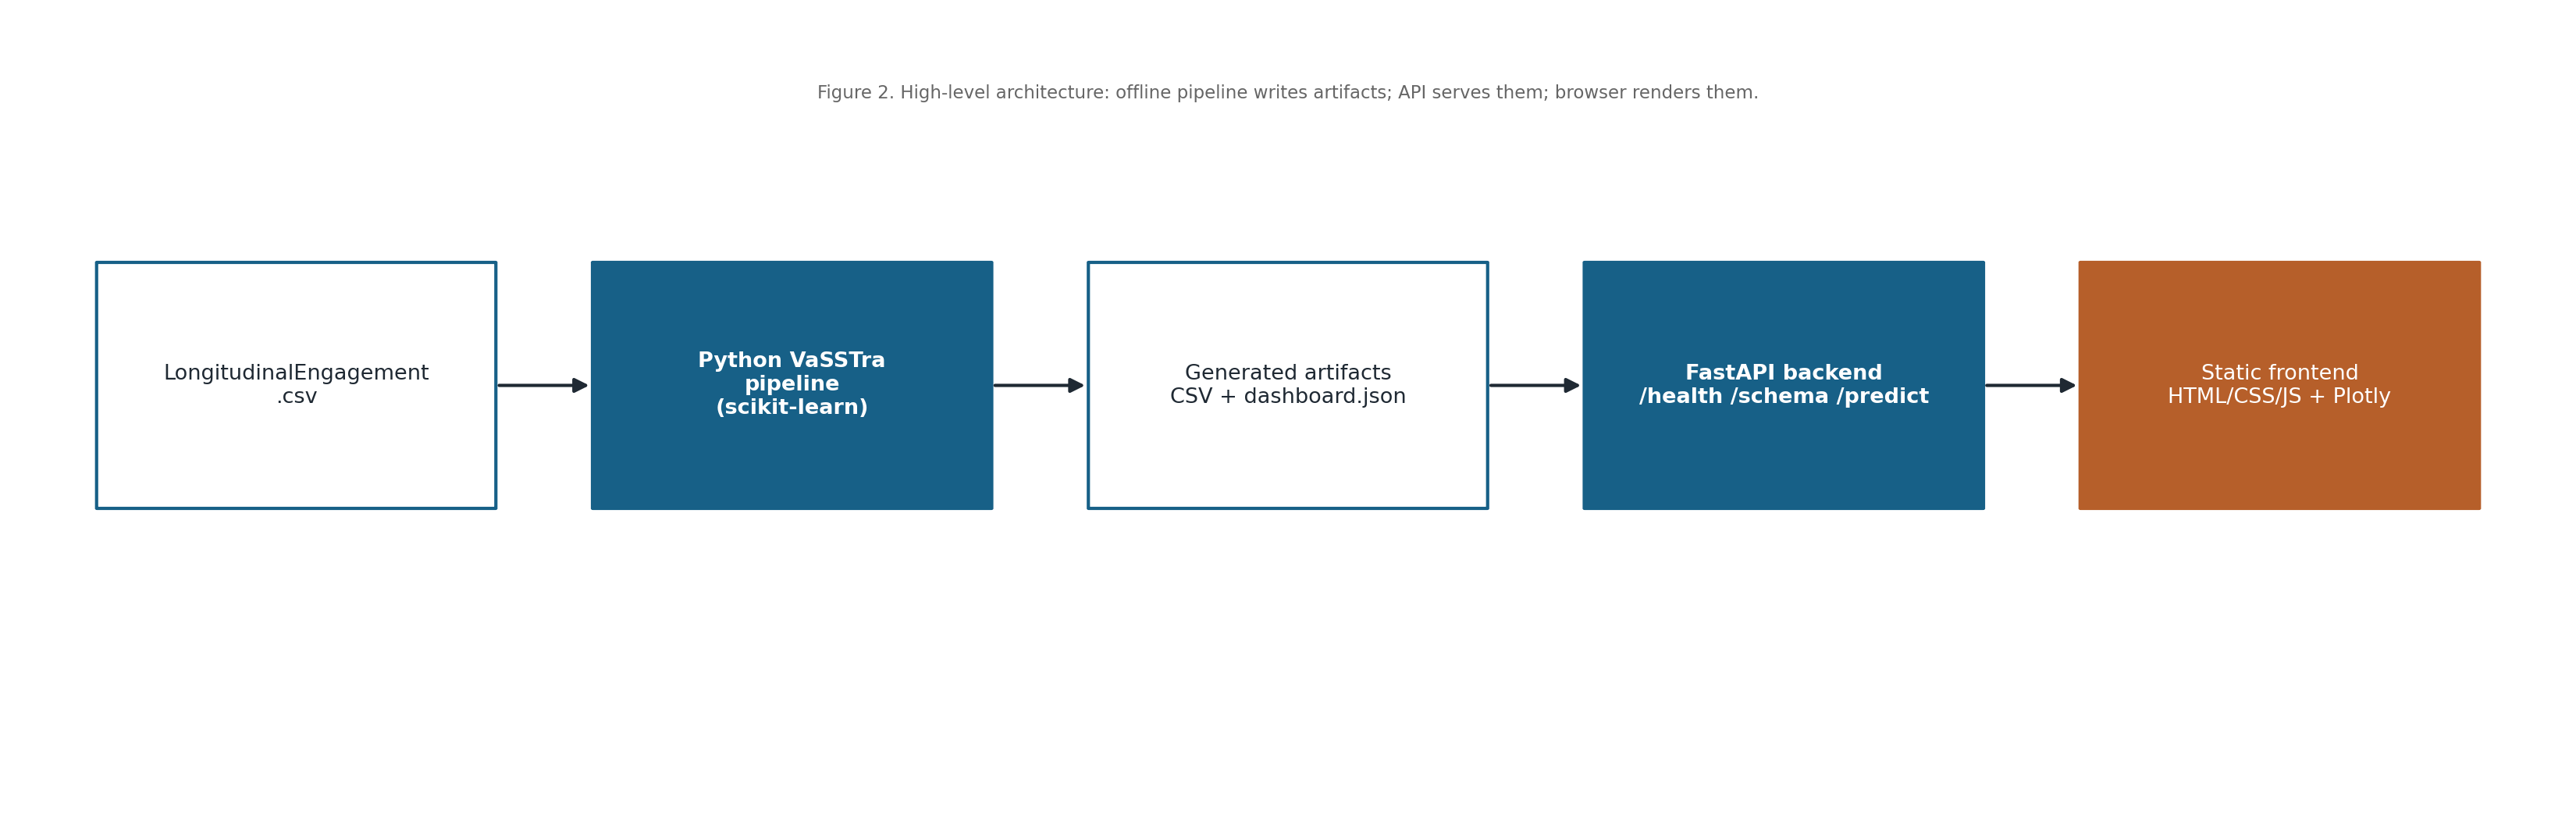 Figure 2. High-level architecture: offline pipeline writes artifacts; API serves them; browser renders them.
LongitudinalEngagement
.csv
Python VaSSTra
pipeline
(scikit-learn)
Generated artifacts
CSV + dashboard.json
FastAPI backend
/health /schema /predict
Static frontend
HTML/CSS/JS + Plotly